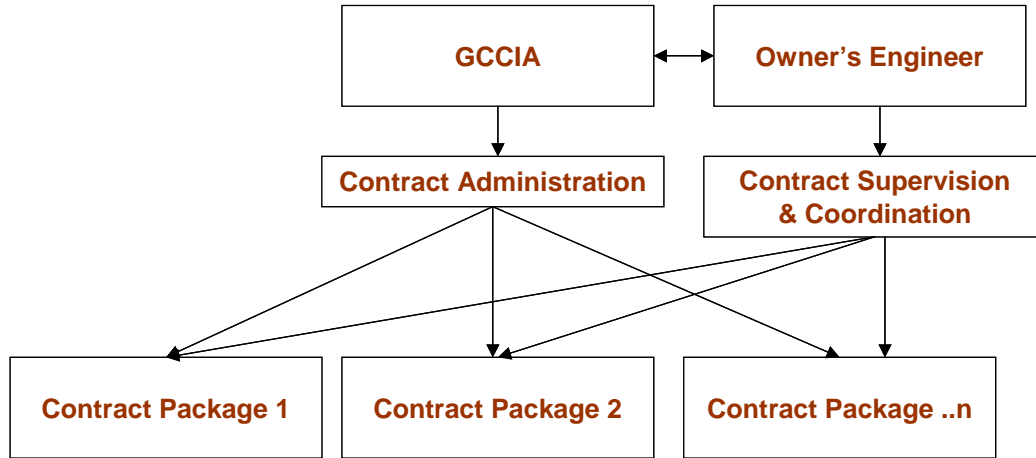 GCCIA
Owner’s Engineer
Contract Administration
Contract Supervision
& Coordination
Contract Package 1
Contract Package 2
Contract Package ..n